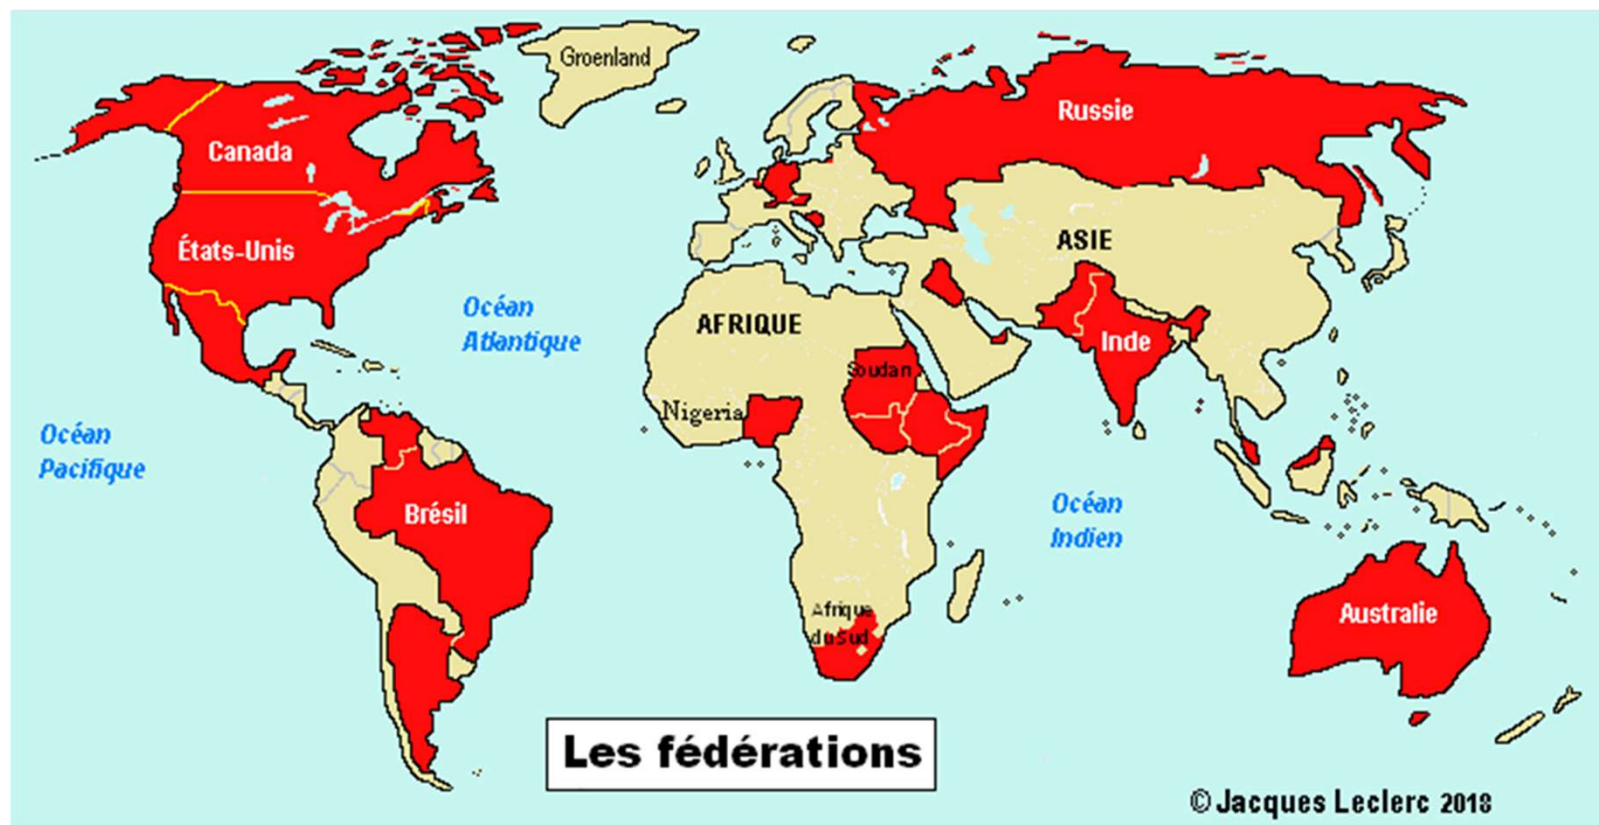 Groenland
Canada
Russie
États-Unis
ASIE
Océan
Atlantique
AFRIQUE
Inde
Soudan
Nigeria
Océan
Pacifique
Brésil
Océan
Indien
Afrique
du Sud
Australie
Les fédérations
© Jacques Leclerc 2018